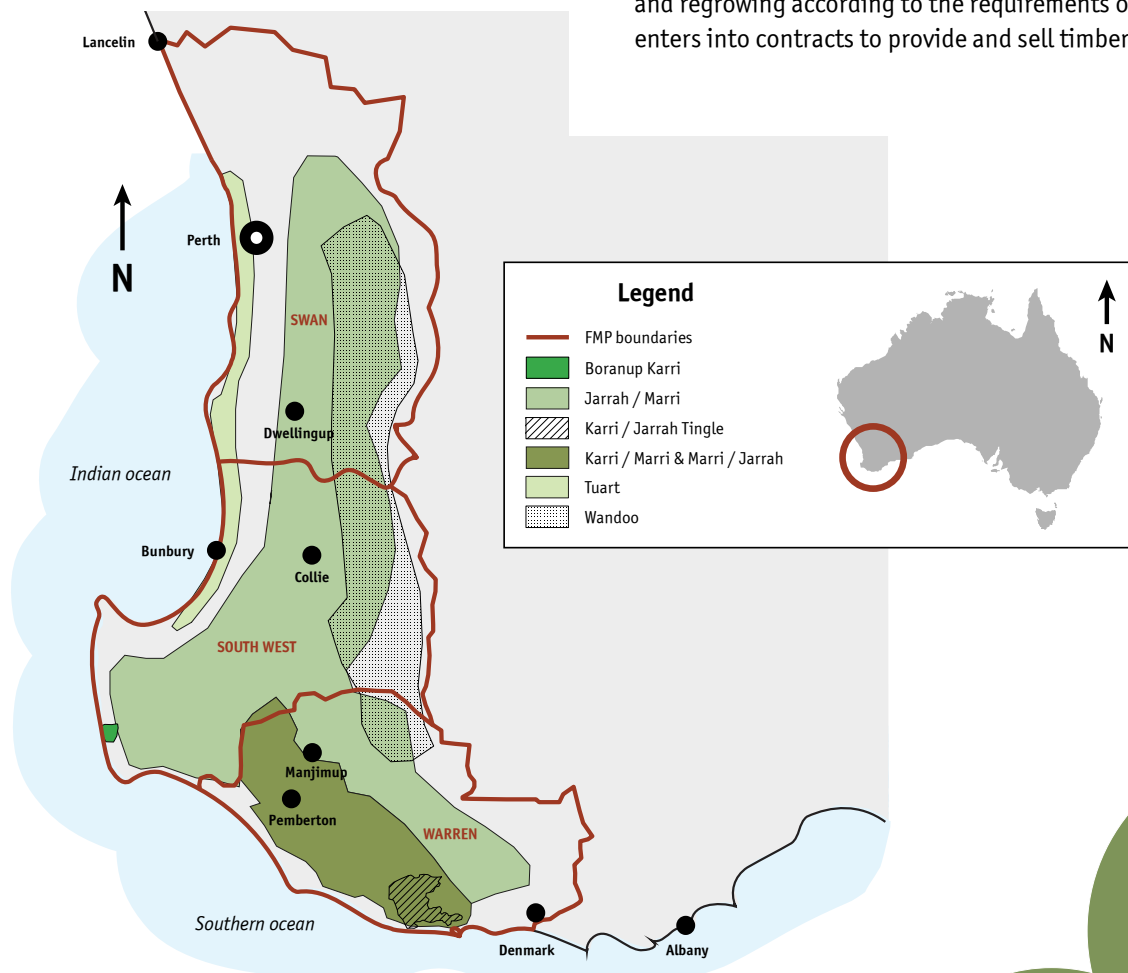 and regrowing according to the requirements o
enters into contracts to provide and sell timber
Lancelin
N
Perth
SWAN
Dwellingup
Indian ocean
Bunbury
Collie
SOUTH WEST
Manjimup
Pemberton
WARREN
Southern ocean
Denmark
Albany
Legend
FMP boundaries
Boranup Karri
Jarrah / Marri
Karri / Jarrah Tingle
Karri / Marri & Marri / Jarrah
Tuart
Wandoo
N